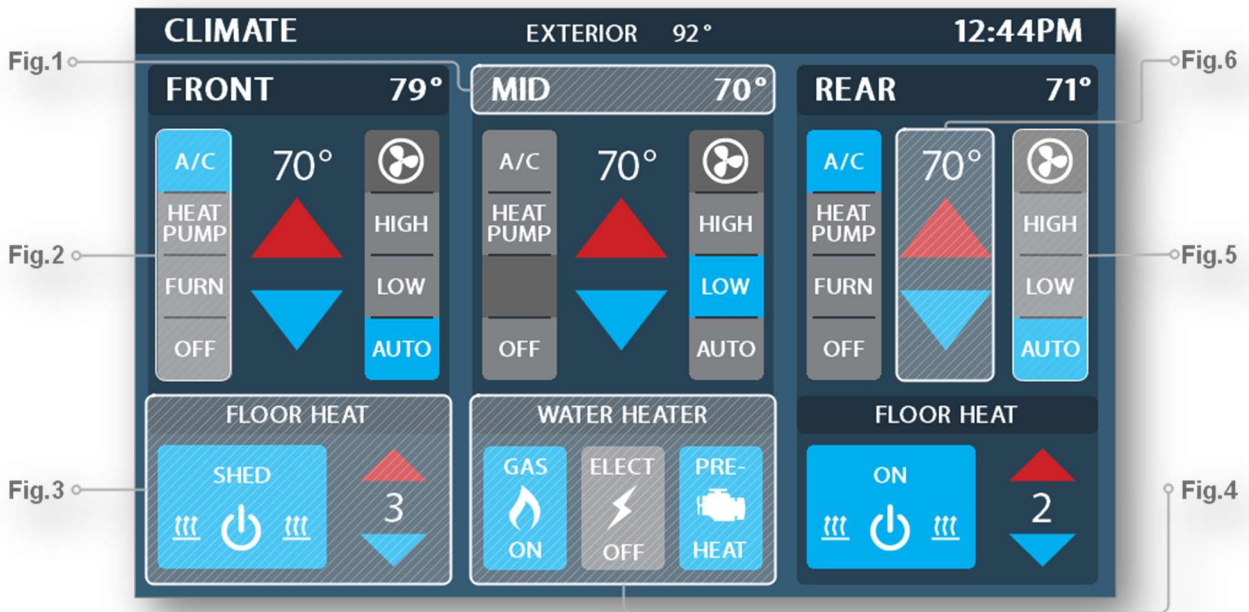 CLIMATE EXTERIOR 92° 12:44PM
Fig.1
Fig.6
FRONT 79°
MID 70°
REAR 71°
A/C
HEAT
PUMP
FURN
OFF
70°
HIGH
LOW
AUTO
A/C
HEAT
PUMP
OFF
70°
HIGH
LOW
AUTO
A/C
HEAT
PUMP
FURN
OFF
70°
HIGH
LOW
AUTO
Fig.2
Fig.5
FLOOR HEAT
SHED
3
WATER HEATER
GAS
ON
ELECT
OFF
PRE-
HEAT
FLOOR HEAT
ON
2
Fig.3
Fig.4